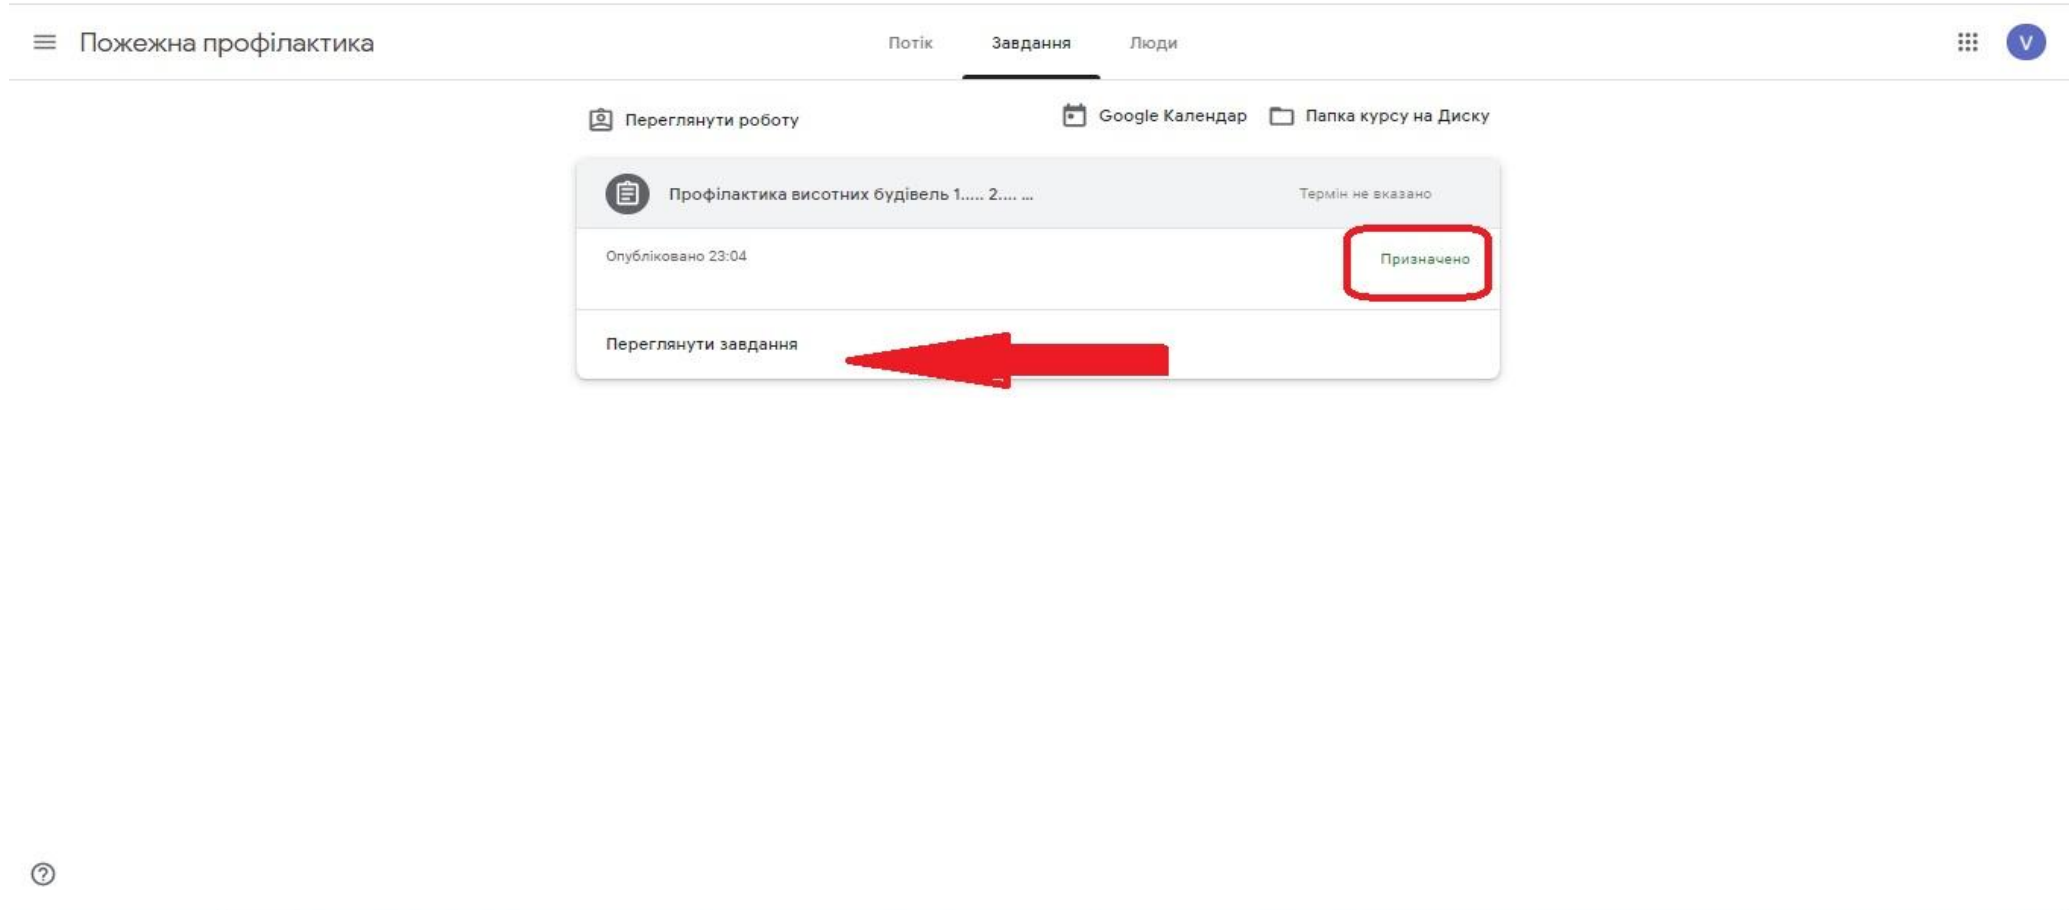 Пожежна профілактика
Потік Завдання Люди
V
Переглянути роботу
Google Календар Папка курсу на Диску
Профілактика висотних будівель 1..... 2.... ...
Термін не вказано
Опубліковано 23:04
Призначено
Переглянути завдання